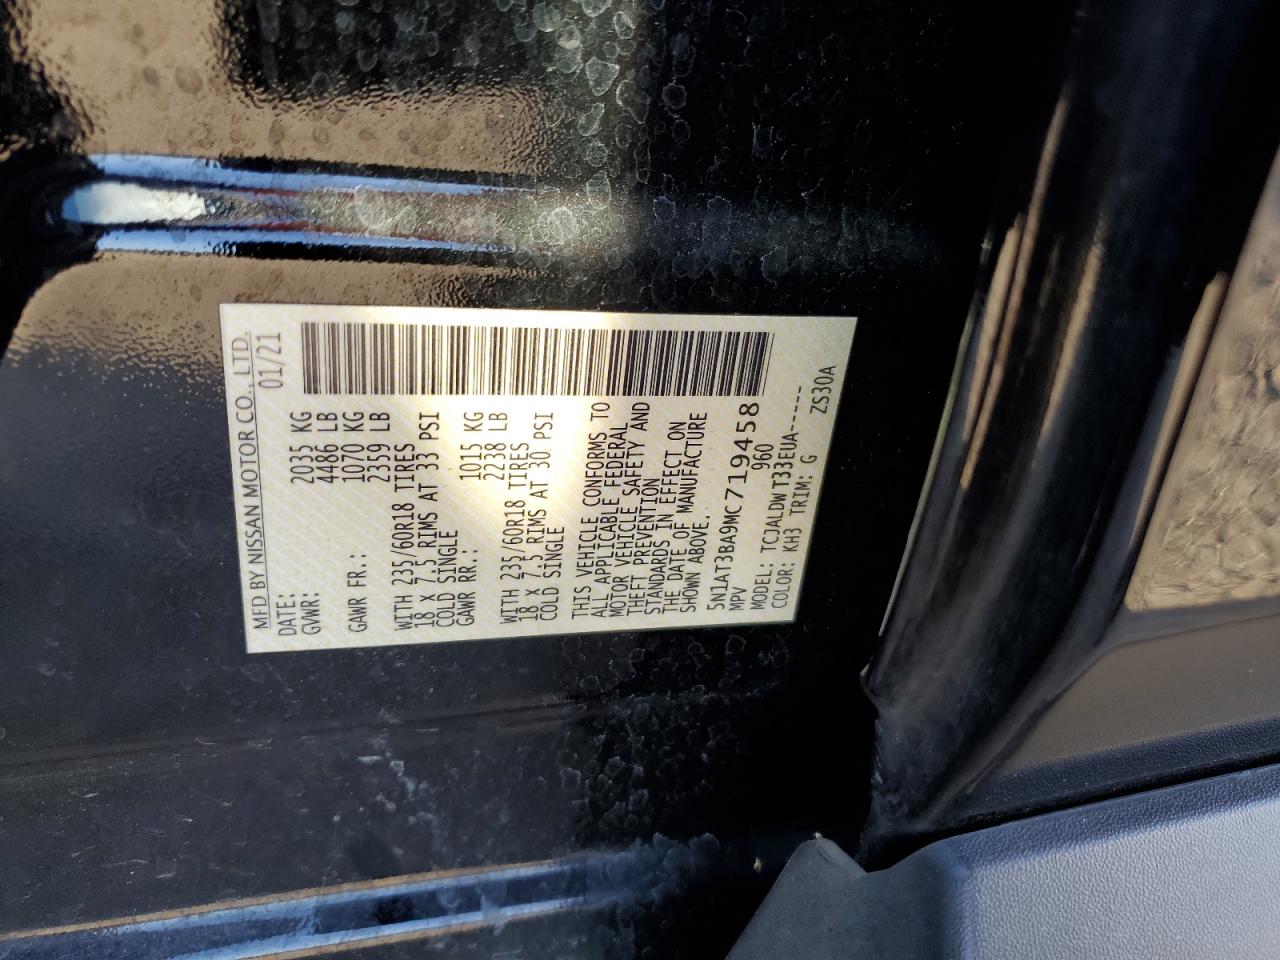 MFD BY NISSAN MOTOR CO., LTD.
DATE: 01/21
GVWR: 2035 KG
4486 LB
GAWR FR.: 1070 KG
2359 LB
WITH 235/60R18 TIRES
18 X 7.5 RIMS AT 33 PSI
COLD SINGLE
GAWR RR.: 1015 KG
2238 LB
WITH 235/60R18 TIRES
18 X 7.5 RIMS AT 30 PSI
COLD SINGLE
THIS VEHICLE CONFORMS TO
ALL APPLICABLE FEDERAL
MOTOR VEHICLE SAFETY AND
THEFT PREVENTION
STANDARDS IN EFFECT ON
THE DATE OF MANUFACTURE
SHOWN ABOVE.
5N1AT3BA9MC719458
MPV 960
MODEL: TCJALDWT33EUA-----
COLOR: KH3 TRIM: G ZS30A